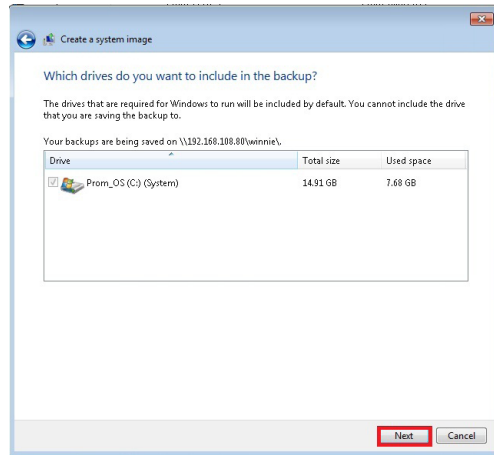 Create a system image
Which drives do you want to include in the backup?
The drives that are required for Windows to run will be included by default. You cannot include the drive
that you are saving the backup to.
Your backups are being saved on \\192.168.108.80\winnie\.
Drive Total size Used space
Prom_OS (C:) (System) 14.91 GB 7.68 GB
Next Cancel